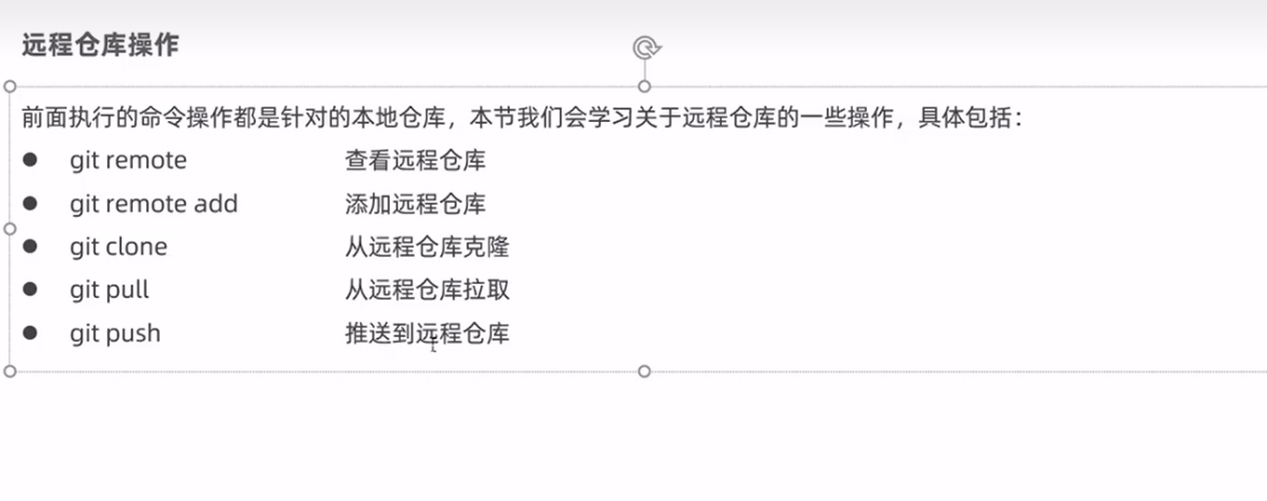 远程仓库操作
前面执行的命令操作都是针对的本地仓库，本节我们会学习关于远程仓库的一些操作，具体包括：
● git remote 查看远程仓库
● git remote add 添加远程仓库
● git clone 从远程仓库克隆
● git pull 从远程仓库拉取
● git push 推送到远程仓库